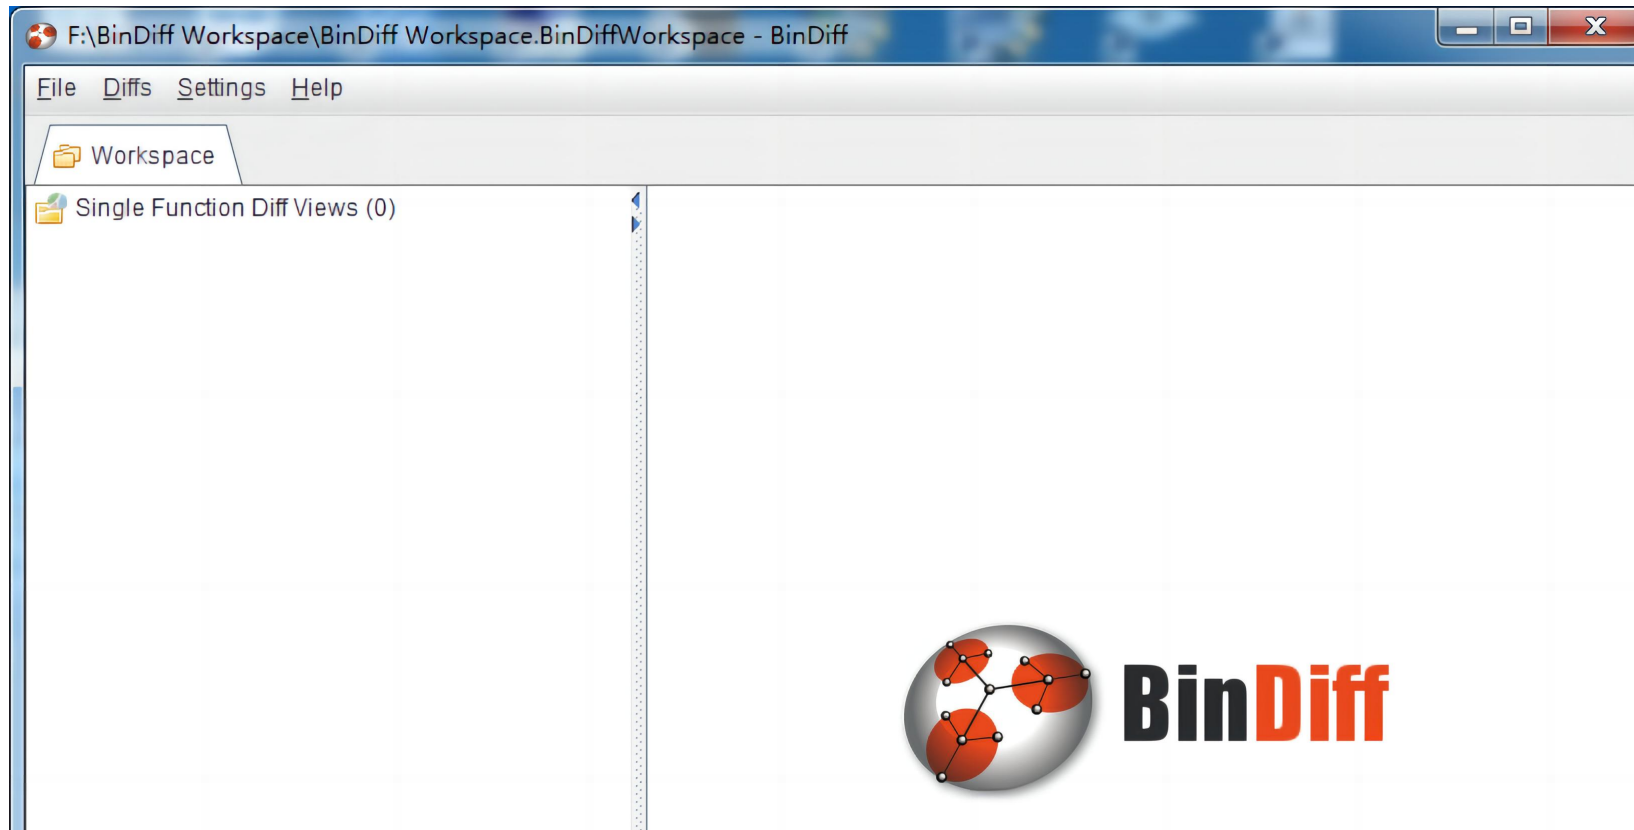 F:\BinDiff Workspace\BinDiff Workspace.BinDiffWorkspace - BinDiff
File Diffs Settings Help
Workspace
Single Function Diff Views (0)
BinDiff